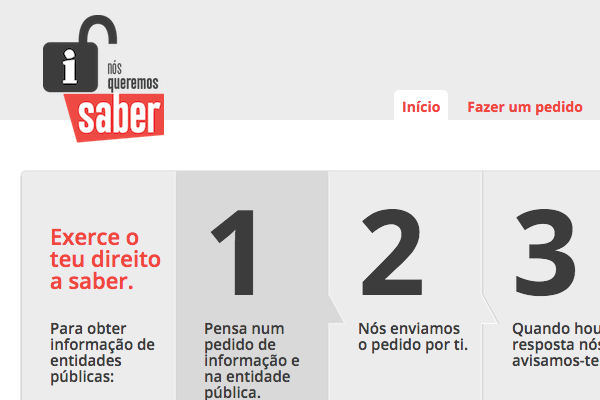 i
nós
queremos
saber
Início
Fazer um pedido
Exerce o
teu direito
a saber.
Para obter
informação de
entidades
públicas:
1
Pensa num
pedido de
informação e
na entidade
pública.
2
Nós enviamos
o pedido por ti.
3
Quando hou
resposta nós
avisamos-te